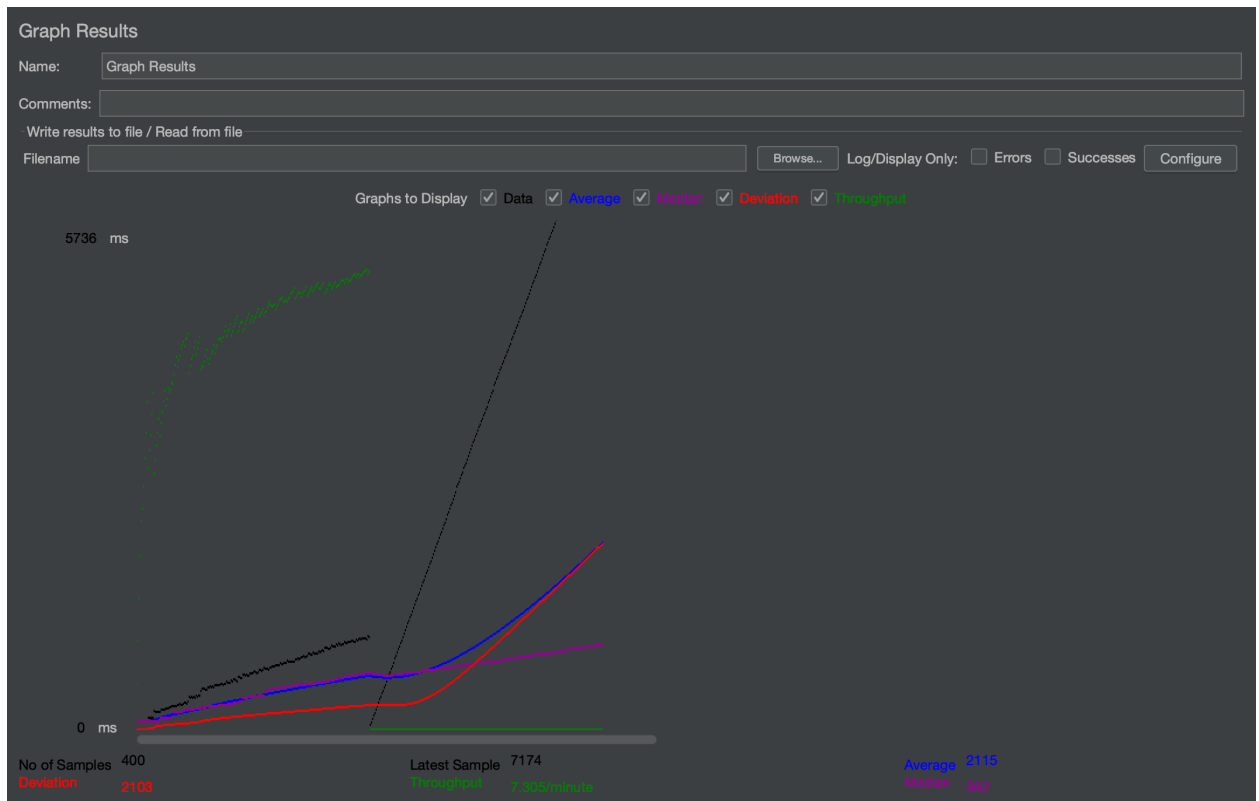 Graph Results
Name: Graph Results
Comments:
Write results to file / Read from file
Filename Browse... Log/Display Only: Errors Successes Configure
Graphs to Display Data Average Median Deviation Throughput
5736 ms
0 ms
No of Samples 400 Latest Sample 7174 Average 2115
Deviation 2103 Throughput 7.305/minute Median